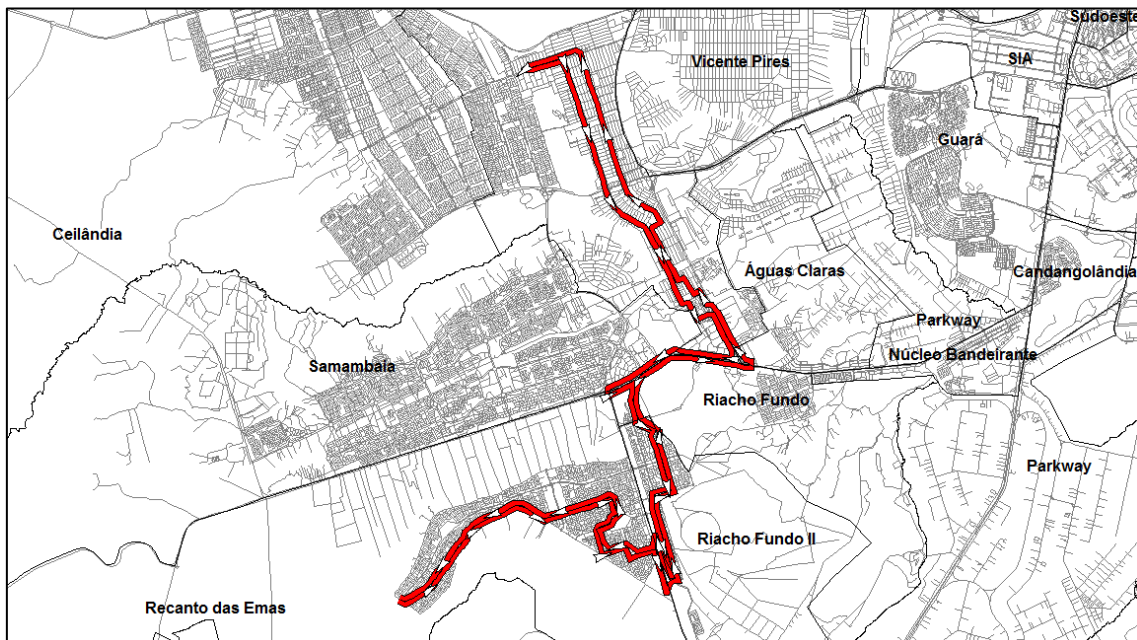 Sudoeste
SIA
Vicente Pires
Guará
Ceilândia
Águas Claras
Candangolândia
Parkway
Núcleo Bandeirante
Samambaia
Riacho Fundo
Parkway
Riacho Fundo II
Recanto das Emas